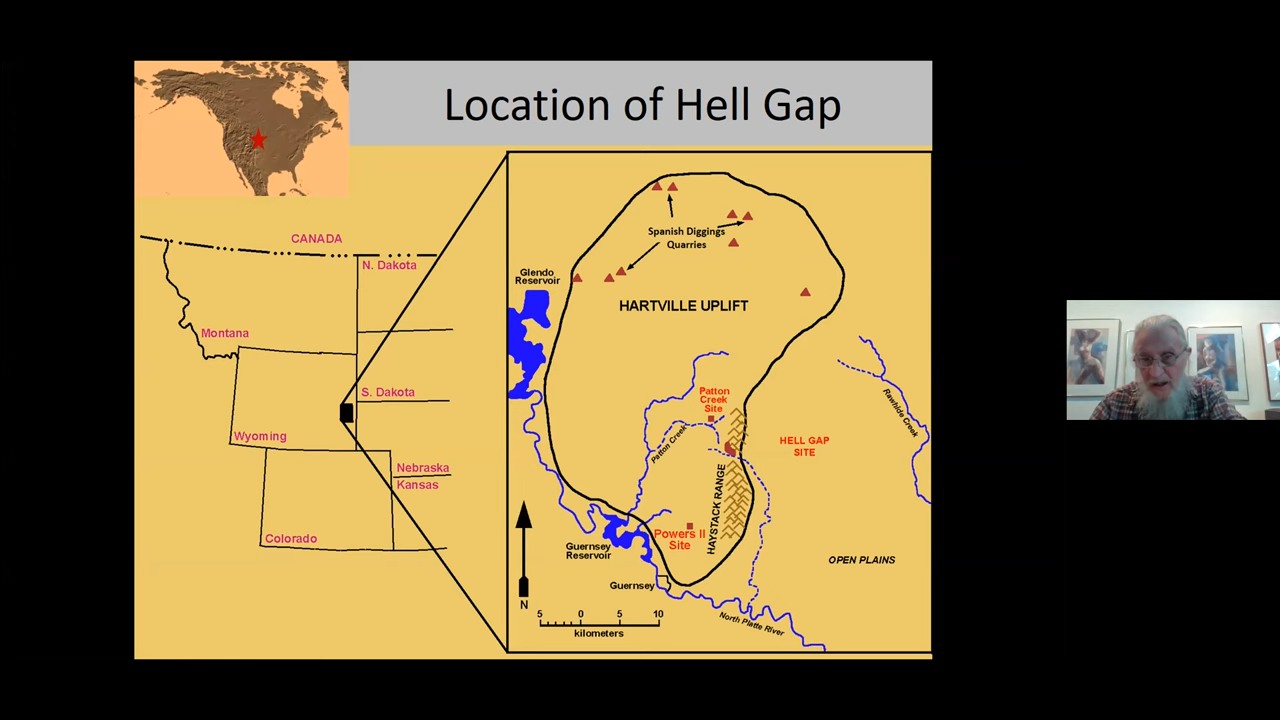 Location of Hell Gap
CANADA
N. Dakota
Montana
S. Dakota
Wyoming
Nebraska
Kansas
Colorado
Spanish Diggings
Quarries
Glendo
Reservoir
HARTVILLE UPLIFT
Patton
Creek
Site
Rawhide Creek
Patton Creek
HELL GAP
SITE
HAYSTACK RANGE
Powers II
Site
Guernsey
Reservoir
OPEN PLAINS
Guernsey
N
5 0 5 10
kilometers
North Platte River